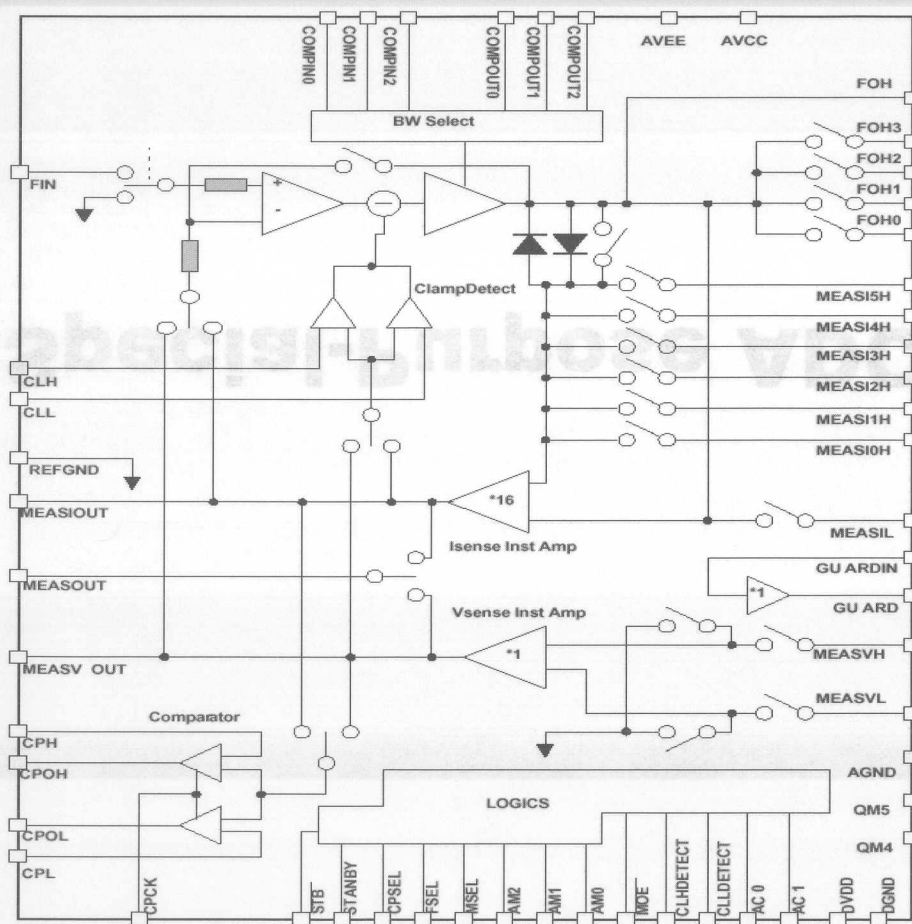 COMPIN0
COMPIN1
COMPIN2
COMPOUT0
COMPOUT1
COMPOUT2
AVEE
AVCC
FOH
BW Select
FOH3
FOH2
FIN
FOH1
FOH0
+
-
ClampDetect
MEASI5H
MEASI4H
MEASI3H
CLH
MEASI2H
CLL
MEASI1H
MEASI0H
REFGND
*16
MEASIOUT
MEASIL
Isense Inst Amp
GU ARDIN
MEASOUT
*1
GU ARD
Vsense Inst Amp
*1
MEASV OUT
MEASVH
MEASVL
Comparator
CPH
CPOH
AGND
LOGICS
QM5
CPOL
QM4
CPL
CPCK
STB
ST ANBY
CPSEL
FSEL
MSEL
AM2
AM1
AM0
MOE
CLHDETECT
CLLDETECT
AC 0
AC 1
DVDD
DGND